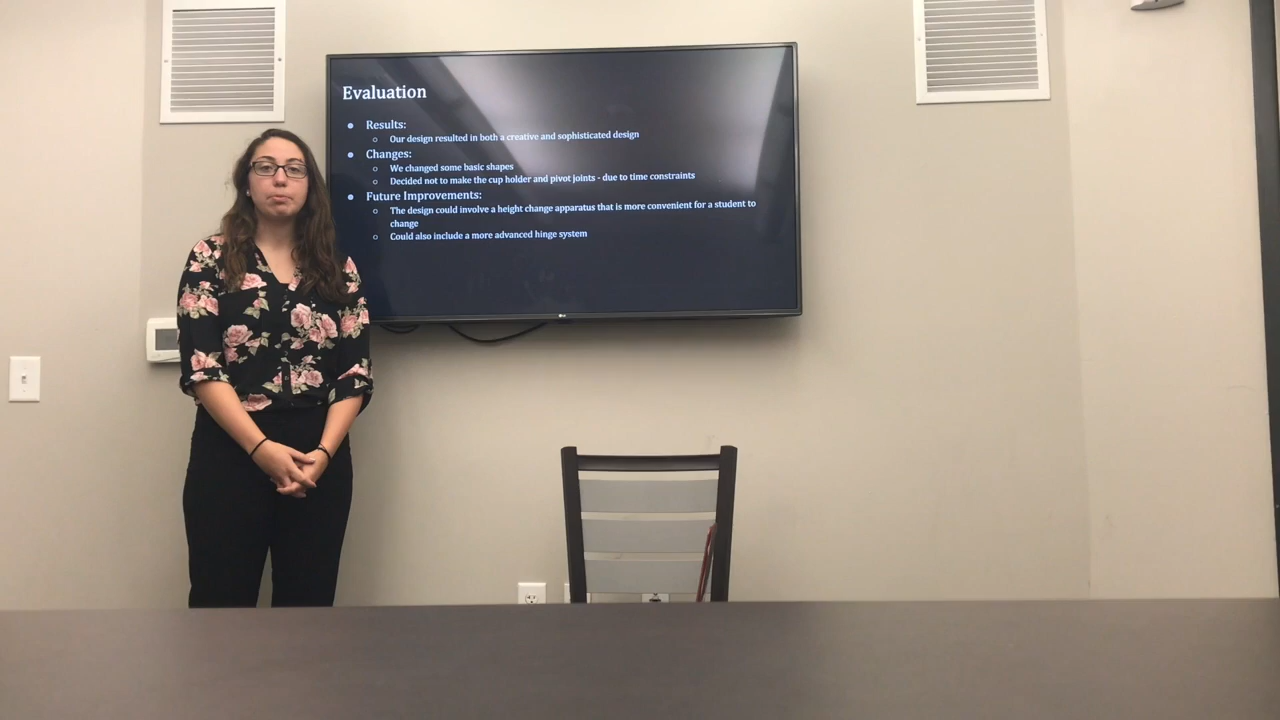 Evaluation
● Results:
○ Our design resulted in both a creative and sophisticated design
● Changes:
○ We changed some basic shapes
○ Decided not to make the cup holder and pivot joints - due to time constraints
● Future Improvements:
○ The design could involve a height change apparatus that is more convenient for a student to
change
○ Could also include a more advanced hinge system
LG